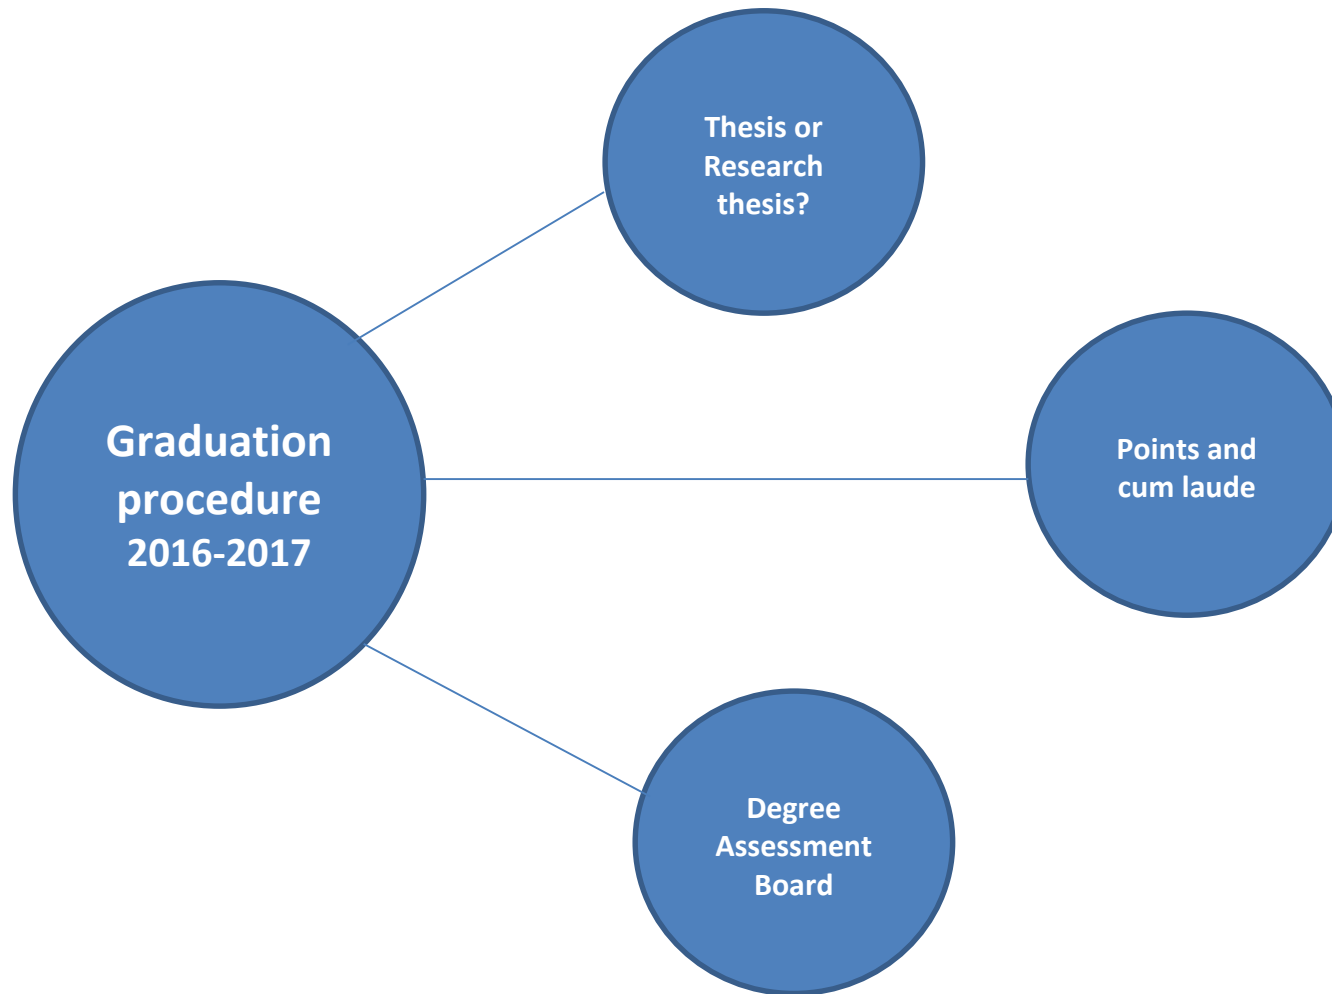 Thesis or
Research
thesis?
Graduation
procedure
2016-2017
Points and
cum laude
Degree
Assessment
Board